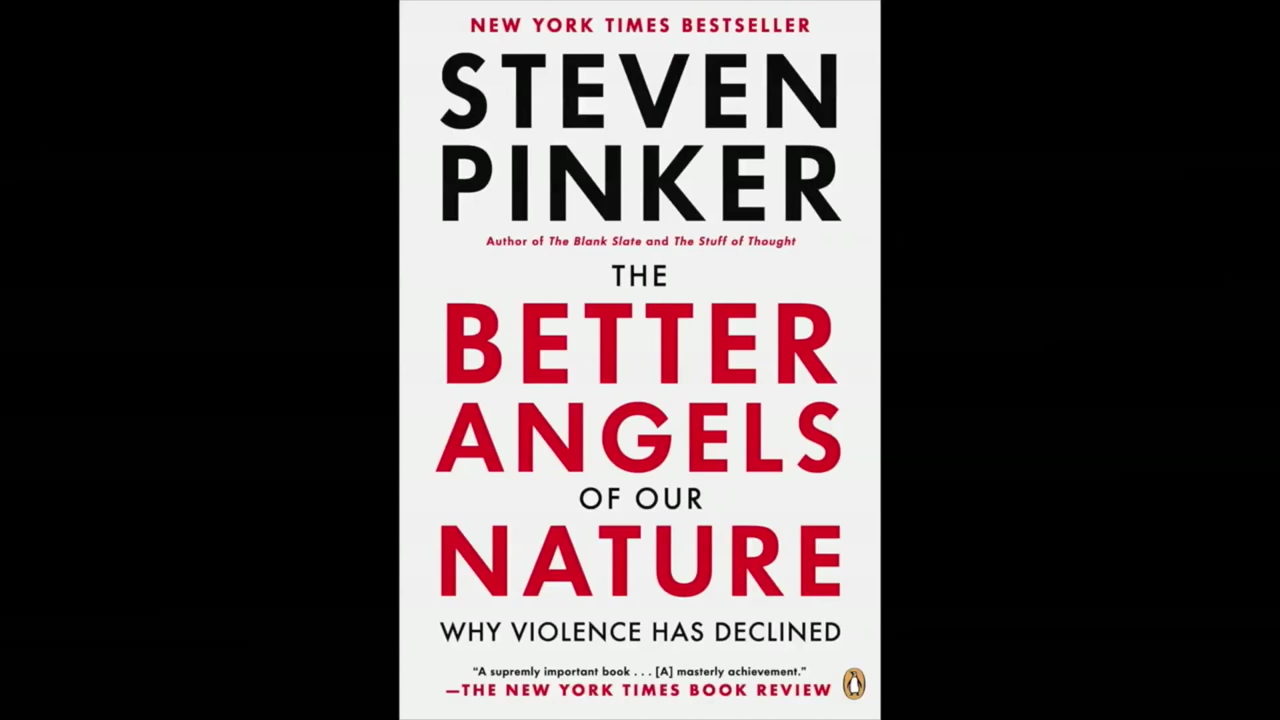 NEW YORK TIMES BESTSELLER
STEVEN
PINKER
Author of The Blank Slate and The Stuff of Thought
THE
BETTER
ANGELS
OF OUR
NATURE
WHY VIOLENCE HAS DECLINED
“A supremly important book . . . [A] masterly achievement.”
—THE NEW YORK TIMES BOOK REVIEW